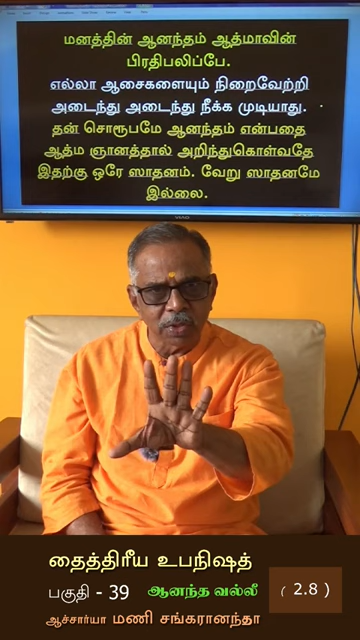 மனத்தின் ஆனந்தம் ஆத்மாவின்
பிரதிபலிப்பே.
எல்லா ஆசைகளையும் நிறைவேற்றி
அடைந்து அடைந்து நீக்க முடியாது.
தன் சொரூபமே ஆனந்தம் என்பதை
ஆத்ம ஞானத்தால் அறிந்துகொள்வதே
இதற்கு ஒரே ஸாதனம். வேறு ஸாதனமே
இல்லை.
தைத்திரீய உபநிஷத்
பகுதி - 39 ஆனந்த வல்லீ ( 2.8 )
ஆச்சார்யா மணி சங்கரானந்தா